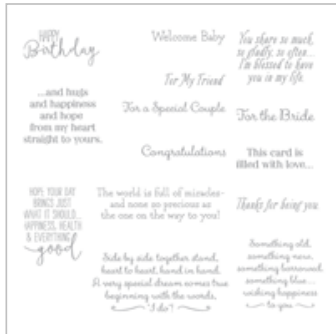 HAPPY
Birthday
...and hugs
and happiness
and hope
from my heart
straight to yours.
HOPE YOUR DAY
BRINGS JUST
WHAT IT SHOULD...
HAPPINESS, HEALTH
& EVERYTHING
good
Welcome Baby
For My Friend
For a Special Couple
Congratulations
The world is full of miracles-
and none so precious as
the one on the way to you!
Side by side together stand,
heart to heart, hand in hand.
A very special dream comes true
beginning with the words,
"I do"!
You share so much,
so gladly, so often...
I'm blessed to have
you in my life.
For the Bride
This card is
filled with love...
Thanks for being you.
Something old,
something new,
something borrowed,
something blue...
wishing happiness
to you